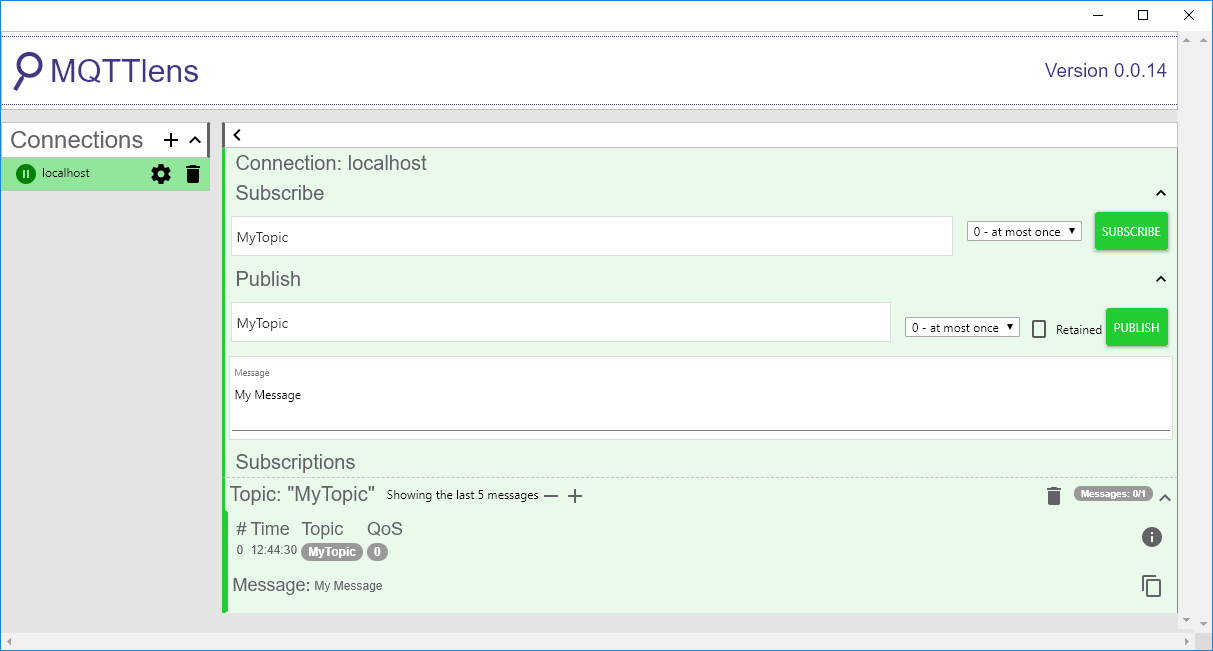 MQTTlens
Version 0.0.14
Connections
localhost
Connection: localhost
Subscribe
MyTopic
0 - at most once
SUBSCRIBE
Publish
MyTopic
0 - at most once
Retained
PUBLISH
Message
My Message
Subscriptions
Topic: "MyTopic" Showing the last 5 messages
Messages: 0/1
# Time Topic QoS
0 12:44:30 MyTopic 0
Message: My Message